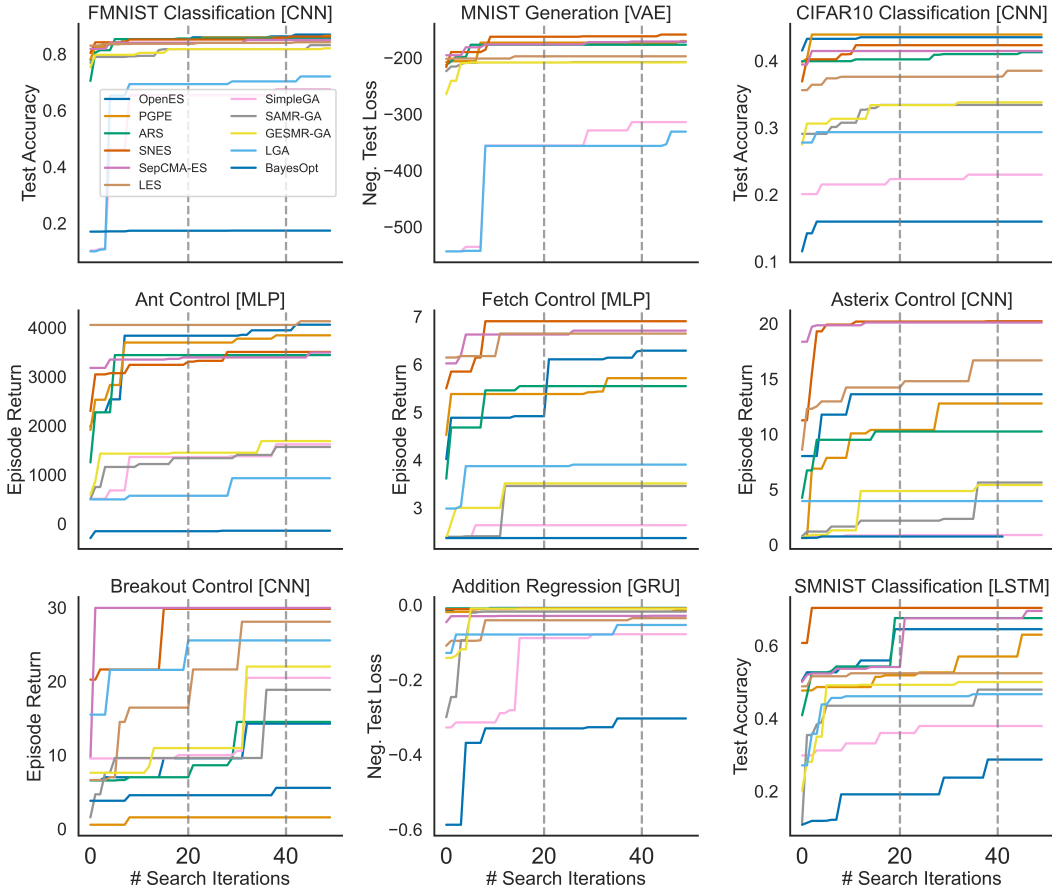 FMNIST Classification [CNN]
MNIST Generation [VAE]
CIFAR10 Classification [CNN]
Test Accuracy
0.8
0.6
0.4
0.2
OpenES
PGPE
ARS
SNES
SepCMA-ES
LES
SimpleGA
SAMR-GA
GESMR-GA
LGA
BayesOpt
Neg. Test Loss
−200
−300
−400
−500
Test Accuracy
0.4
0.3
0.2
0.1
Ant Control [MLP]
Fetch Control [MLP]
Asterix Control [CNN]
Episode Return
4000
3000
2000
1000
0
Episode Return
7
6
5
4
3
Episode Return
20
15
10
5
0
Breakout Control [CNN]
Addition Regression [GRU]
SMNIST Classification [LSTM]
Episode Return
30
20
10
0
Neg. Test Loss
0.0
−0.2
−0.4
−0.6
Test Accuracy
0.6
0.4
0.2
0 20 40
0 20 40
0 20 40
# Search Iterations
# Search Iterations
# Search Iterations